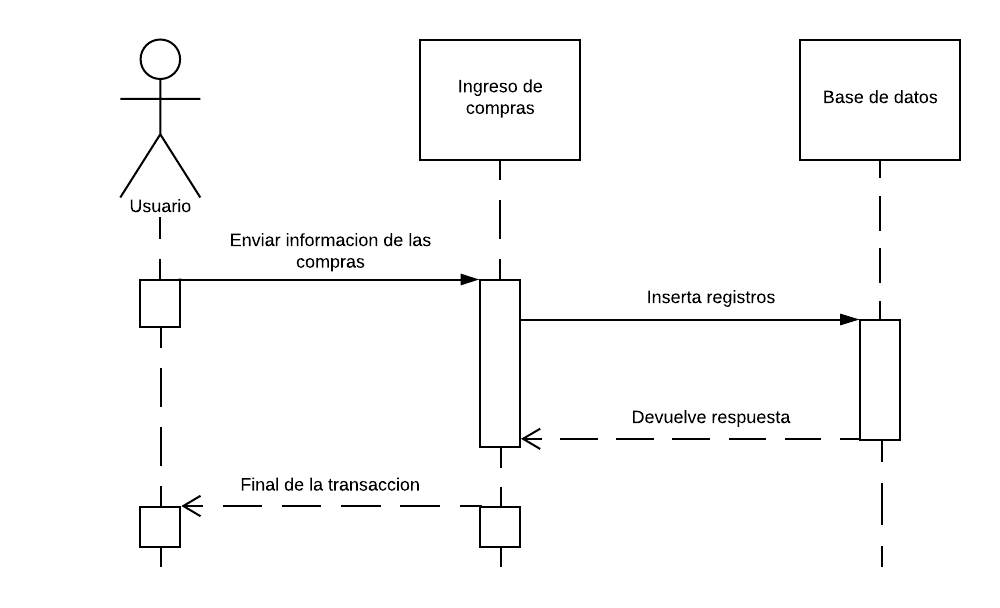 Ingreso de
compras
Base de datos
Usuario
Enviar informacion de las
compras
Inserta registros
Devuelve respuesta
Final de la transaccion